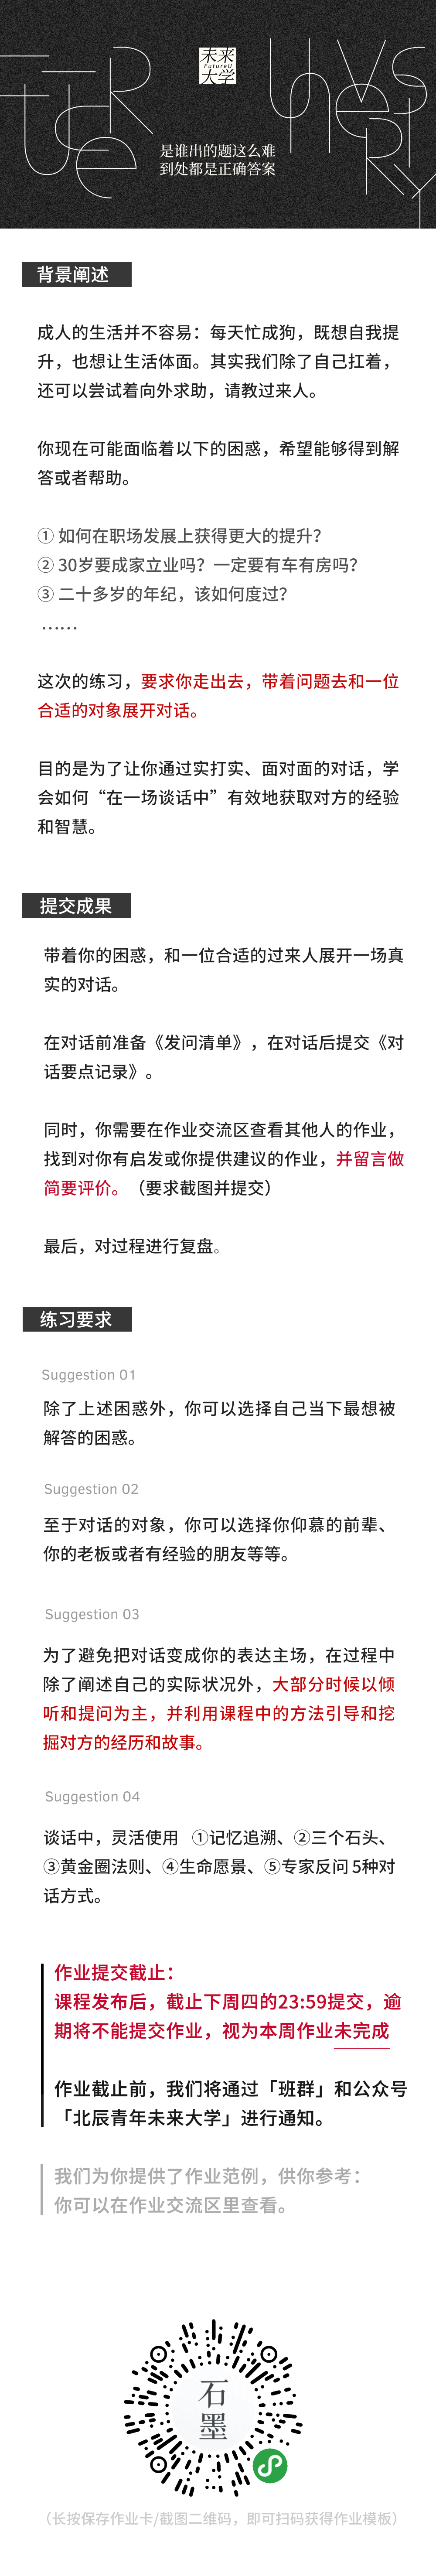 未来
FutureU
大学
FUTURE UNIVERSITY
是谁出的题这么难
到处都是正确答案
背景阐述
成人的生活并不容易：每天忙成狗，既想自我提
升，也想让生活体面。其实我们除了自己扛着，
还可以尝试着向外求助，请教过来人。
你现在可能面临着以下的困惑，希望能够得到解
答或者帮助。
① 如何在职场发展上获得更大的提升？
② 30岁要成家立业吗？一定要有车有房吗？
③ 二十多岁的年纪，该如何度过？
……
这次的练习，要求你走出去，带着问题去和一位
合适的对象展开对话。
目的是为了让你通过实打实、面对面的对话，学
会如何“在一场谈话中”有效地获取对方的经验
和智慧。
提交成果
带着你的困惑，和一位合适的过来人展开一场真
实的对话。
在对话前准备《发问清单》，在对话后提交《对
话要点记录》。
同时，你需要在作业交流区查看其他人的作业，
找到对你有启发或你提供建议的作业，并留言做
简要评价。（要求截图并提交）
最后，对过程进行复盘。
练习要求
Suggestion 01
除了上述困惑外，你可以选择自己当下最想被
解答的困惑。
Suggestion 02
至于对话的对象，你可以选择你仰慕的前辈、
你的老板或者有经验的朋友等等。
Suggestion 03
为了避免把对话变成你的表达主场，在过程中
除了阐述自己的实际状况外，大部分时候以倾
听和提问为主，并利用课程中的方法引导和挖
掘对方的经历和故事。
Suggestion 04
谈话中，灵活使用 ①记忆追溯、②三个石头、
③黄金圈法则、④生命愿景、⑤专家反问 5种对
话方式。
作业提交截止：
课程发布后，截止下周四的23:59提交，逾
期将不能提交作业，视为本周作业未完成
作业截止前，我们将通过「班群」和公众号
「北辰青年未来大学」进行通知。
我们为你提供了作业范例，供你参考：
你可以在作业交流区里查看。
石
墨
（长按保存作业卡/截图二维码，即可扫码获得作业模板）